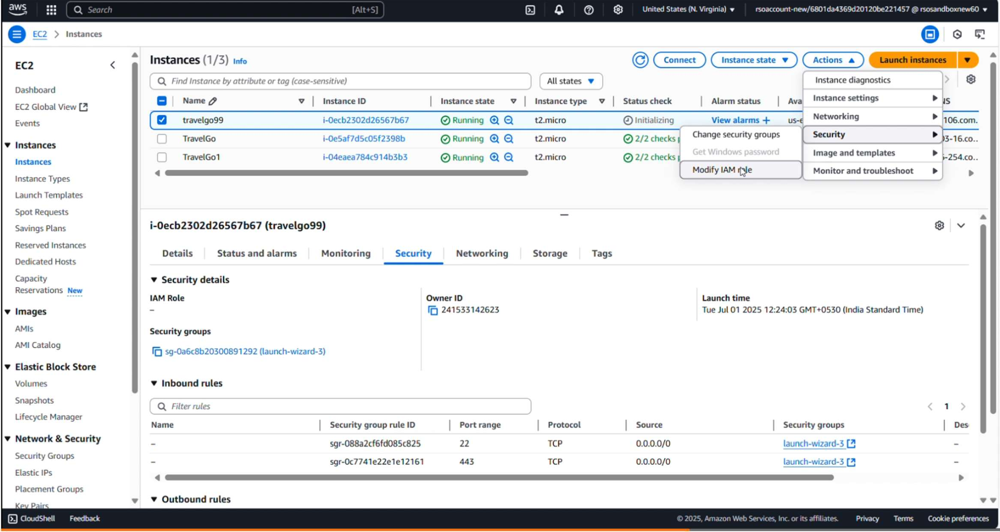 aws
Search [Alt+S]
United States (N. Virginia)
rsoaccount-new/6801da4369d20120be221457 @ rsosandboxnew60
EC2 > Instances
EC2
Dashboard
EC2 Global View
Events
Instances
Instances
Instance Types
Launch Templates
Spot Requests
Savings Plans
Reserved Instances
Dedicated Hosts
Capacity
Reservations New
Images
AMIs
AMI Catalog
Elastic Block Store
Volumes
Snapshots
Lifecycle Manager
Network & Security
Security Groups
Elastic IPs
Placement Groups
Key Pairs
Instances (1/3) Info
Connect
Instance state
Actions
Launch instances
Find Instance by attribute or tag (case-sensitive)
All states
Name Instance ID Instance state Instance type Status check Alarm status
travelgo99 i-0ecb2302d26567b67 Running t2.micro Initializing View alarms + 106.com.
TravelGo i-0e5af7d5c05f2398b Running t2.micro 2/2 checks 3-16.co..
TravelGo1 i-04eaea784c914b3b3 Running t2.micro 2/2 checks -254.co..
Instance diagnostics
Instance settings
Networking
Security
Image and templates
Monitor and troubleshoot
Change security groups
Get Windows password
Modify IAM role
i-0ecb2302d26567b67 (travelgo99)
Details Status and alarms Monitoring Security Networking Storage Tags
Security details
IAM Role
–
Owner ID
241533142623
Launch time
Tue Jul 01 2025 12:24:03 GMT+0530 (India Standard Time)
Security groups
sg-0a6c8b20300891292 (launch-wizard-3)
Inbound rules
Filter rules
1
Name Security group rule ID Port range Protocol Source Security groups Des
– sgr-088a2cf6fd085c825 22 TCP 0.0.0.0/0 launch-wizard-3 –
– sgr-0c7741e22e1e12161 443 TCP 0.0.0.0/0 launch-wizard-3 –
Outbound rules
CloudShell Feedback
© 2025, Amazon Web Services, Inc. or its affiliates. Privacy Terms Cookie preferences